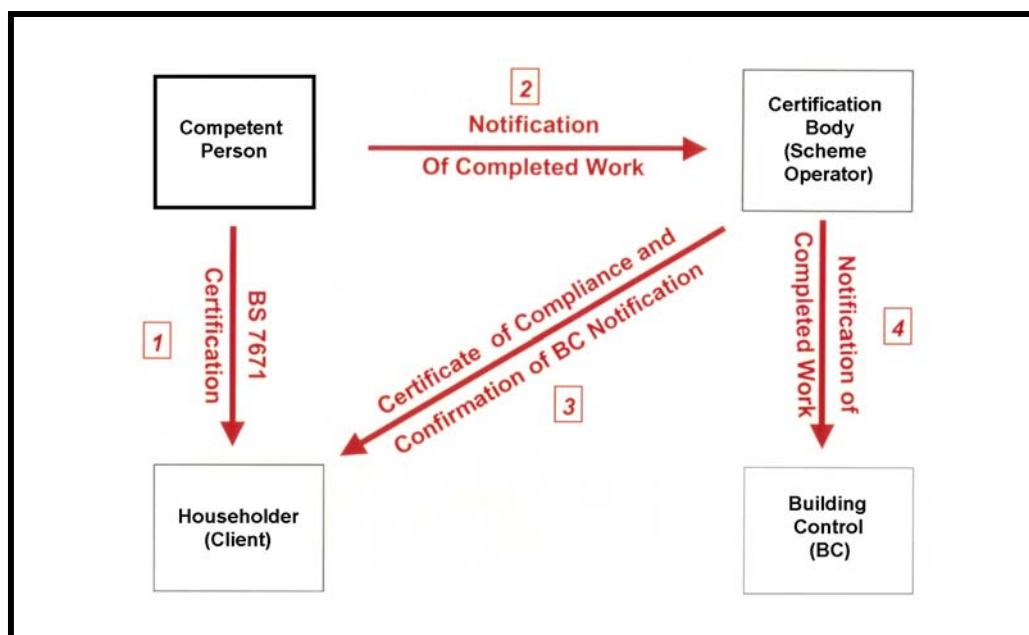 Competent
Person
2
Notification
Of Completed Work
Certification
Body
(Scheme
Operator)
1
BS 7671
Certification
Certificate of Compliance and
Confirmation of BC Notification
3
Notification of
Completed Work
4
Householder
(Client)
Building
Control
(BC)